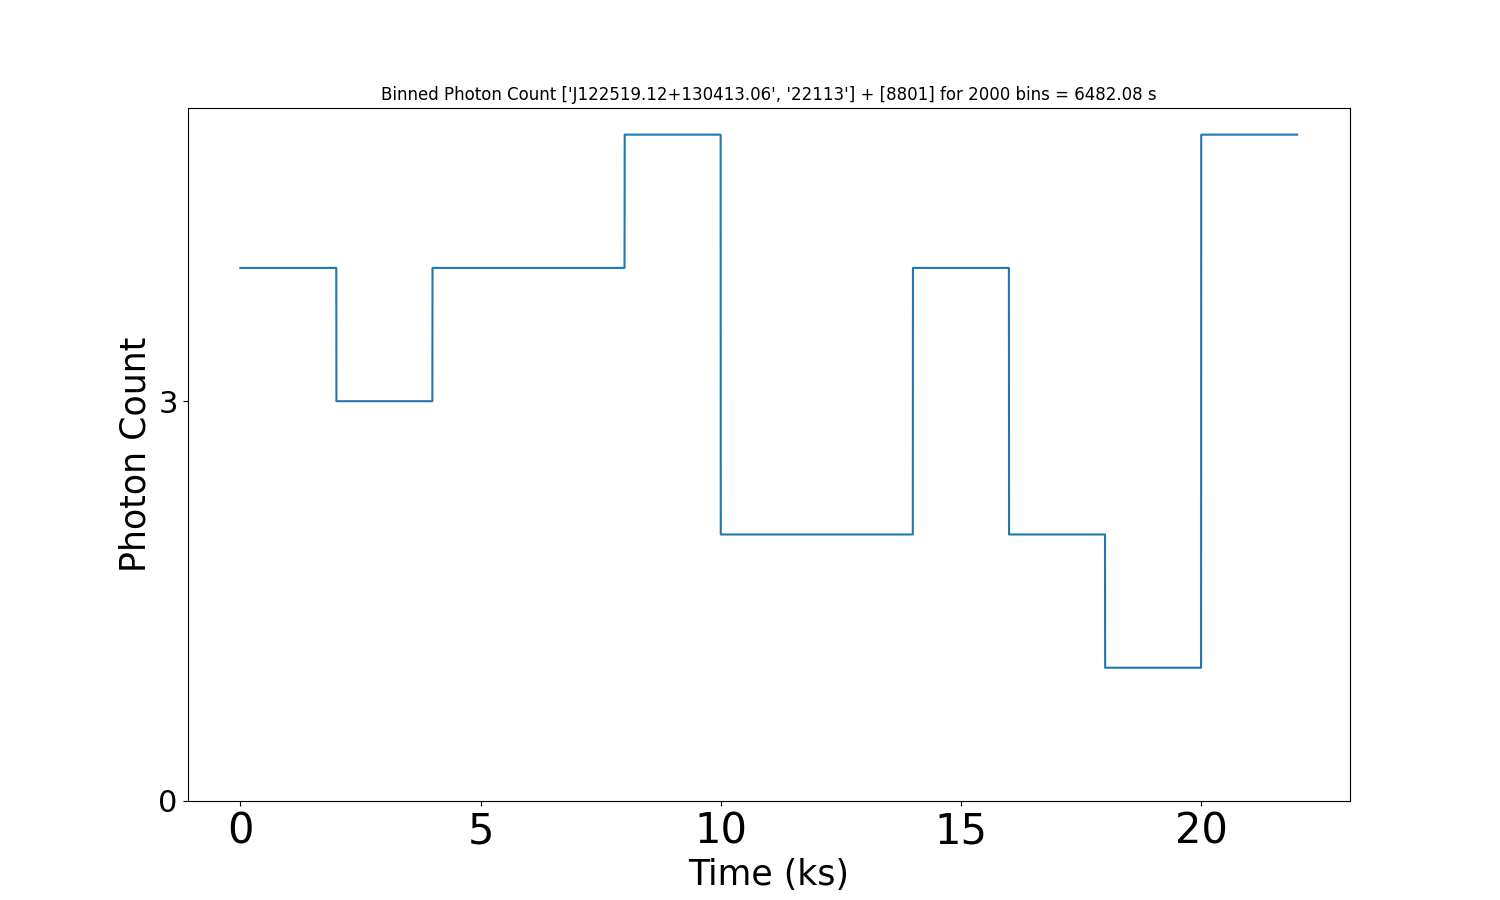 Binned Photon Count ['J122519.12+130413.06', '22113'] + [8801] for 2000 bins = 6482.08 s
Photon Count
3
0
0 5 10 15 20
Time (ks)